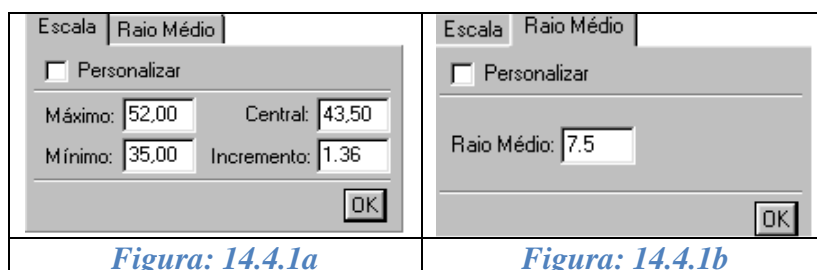 Escala Raio Médio
Personalizar
Máximo: 52,00 Central: 43,50
Mínimo: 35,00 Incremento: 1.36
OK
Figura: 14.4.1a
Escala Raio Médio
Personalizar
Raio Médio: 7.5
OK
Figura: 14.4.1b